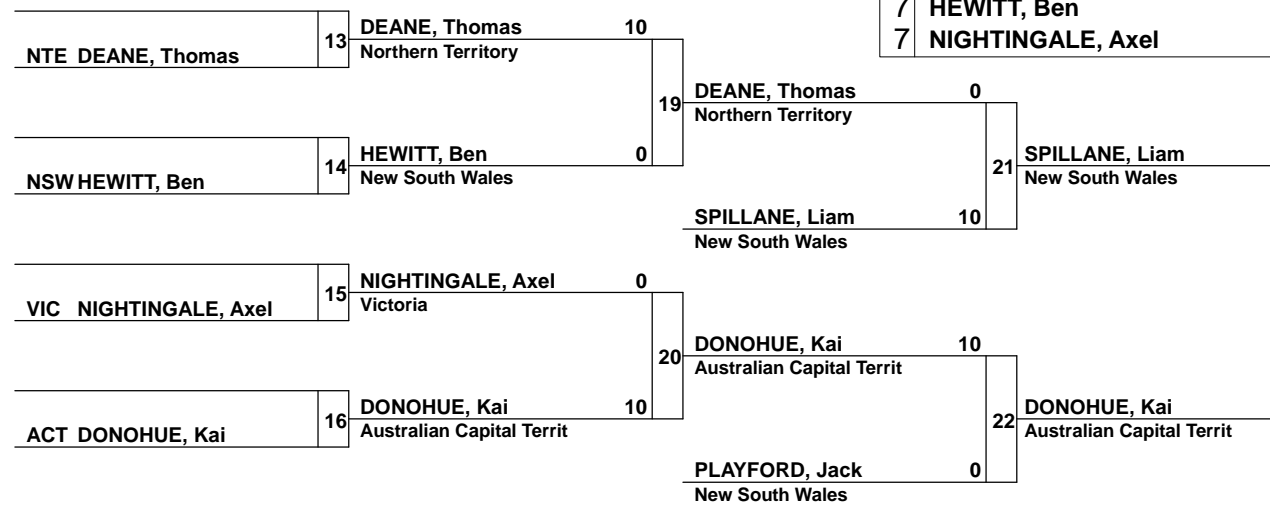 7 HEWITT, Ben
7 NIGHTINGALE, Axel
NTE DEANE, Thomas
13
DEANE, Thomas 10
Northern Territory
NSW HEWITT, Ben
14
HEWITT, Ben 0
New South Wales
VIC NIGHTINGALE, Axel
15
NIGHTINGALE, Axel 0
Victoria
ACT DONOHUE, Kai
16
DONOHUE, Kai 10
Australian Capital Territ
19
DEANE, Thomas 0
Northern Territory
SPILLANE, Liam 10
New South Wales
20
DONOHUE, Kai 10
Australian Capital Territ
PLAYFORD, Jack 0
New South Wales
21
SPILLANE, Liam
New South Wales
22
DONOHUE, Kai
Australian Capital Territ